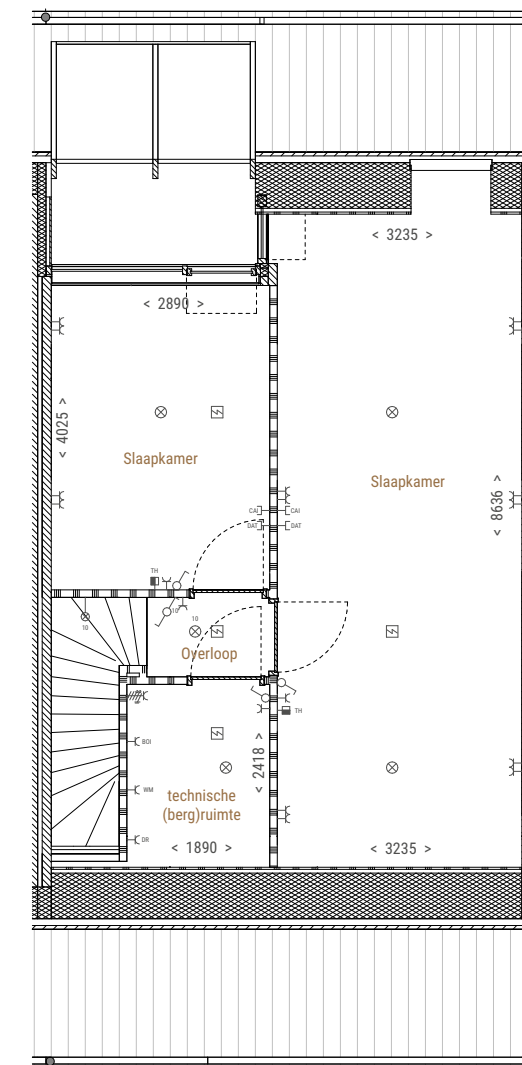 < 3235 >
< 2890 >
< 4025 >
Slaapkamer
Slaapkamer
< 8636 >
CAI
CAI
DAT
DAT
TH
10
10
10
Overloop
TH
BOI
< 2418 >
WM
technische
(berg)ruimte
DR
< 1890 >
< 3235 >